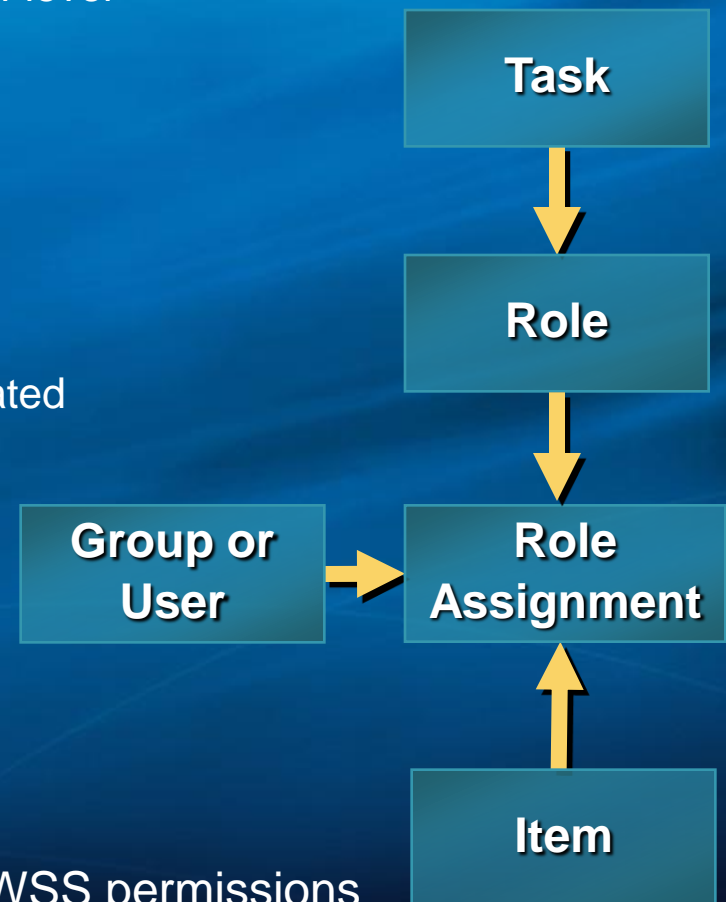 Task
Role
ated
Group or
User
Role
Assignment
Item
WSS permissions